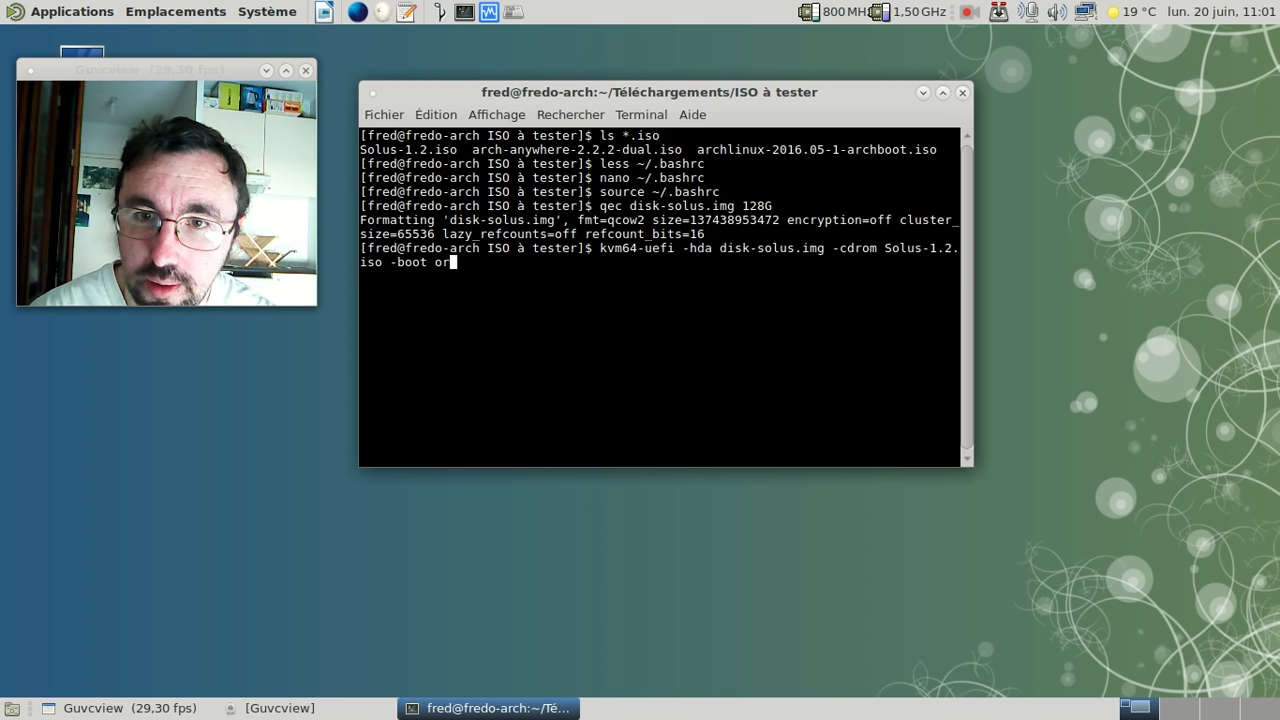 Applications Emplacements Système 800 MH 1,50 GHz 19 °C lun. 20 juin, 11:01
Guvcview (29,30 fps)
fred@fredo-arch:~/Téléchargements/ISO à tester
Fichier Édition Affichage Rechercher Terminal Aide
[fred@fredo-arch ISO à tester]$ ls *.iso
Solus-1.2.iso arch-anywhere-2.2.2-dual.iso archlinux-2016.05-1-archboot.iso
[fred@fredo-arch ISO à tester]$ less ~/.bashrc
[fred@fredo-arch ISO à tester]$ nano ~/.bashrc
[fred@fredo-arch ISO à tester]$ source ~/.bashrc
[fred@fredo-arch ISO à tester]$ qec disk-solus.img 128G
Formatting 'disk-solus.img', fmt=qcow2 size=137438953472 encryption=off cluster_
size=65536 lazy_refcounts=off refcount_bits=16
[fred@fredo-arch ISO à tester]$ kvm64-uefi -hda disk-solus.img -cdrom Solus-1.2.
iso -boot or
Guvcview (29,30 fps) [Guvcview] fred@fredo-arch:~/Té...